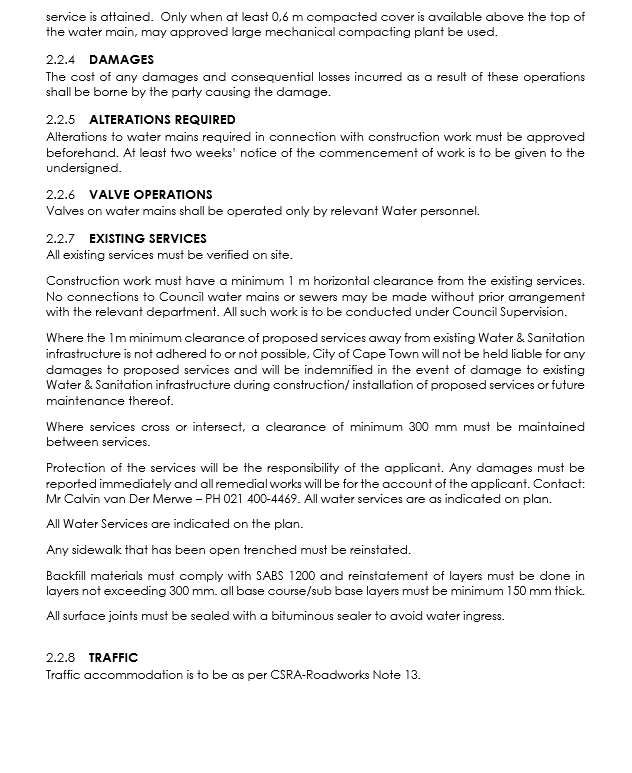 service is attained.  Only when at least 0,6 m compacted cover is available above the top of
the water main, may approved large mechanical compacting plant be used.
2.2.4 DAMAGES
The cost of any damages and consequential losses incurred as a result of these operations
shall be borne by the party causing the damage.
2.2.5 ALTERATIONS REQUIRED
Alterations to water mains required in connection with construction work must be approved
beforehand. At least two weeks' notice of the commencement of work is to be given to the
undersigned.
2.2.6 VALVE OPERATIONS
Valves on water mains shall be operated only by relevant Water personnel.
2.2.7 EXISTING SERVICES
All existing services must be verified on site.
Construction work must have a minimum 1 m horizontal clearance from the existing services.
No connections to Council water mains or sewers may be made without prior arrangement
with the relevant department. All such work is to be conducted under Council Supervision.
Where the 1m minimum clearance of proposed services away from existing Water & Sanitation
infrastructure is not adhered to or not possible, City of Cape Town will not be held liable for any
damages to proposed services and will be indemnified in the event of damage to existing
Water & Sanitation infrastructure during construction/ installation of proposed services or future
maintenance thereof.
Where services cross or intersect, a clearance of minimum 300 mm must be maintained
between services.
Protection of the services will be the responsibility of the applicant. Any damages must be
reported immediately and all remedial works will be for the account of the applicant. Contact:
Mr Calvin van Der Merwe – PH 021 400-4469. All water services are as indicated on plan.
All Water Services are indicated on the plan.
Any sidewalk that has been open trenched must be reinstated.
Backfill materials must comply with SABS 1200 and reinstatement of layers must be done in
layers not exceeding 300 mm. all base course/sub base layers must be minimum 150 mm thick.
All surface joints must be sealed with a bituminous sealer to avoid water ingress.
2.2.8 TRAFFIC
Traffic accommodation is to be as per CSRA-Roadworks Note 13.